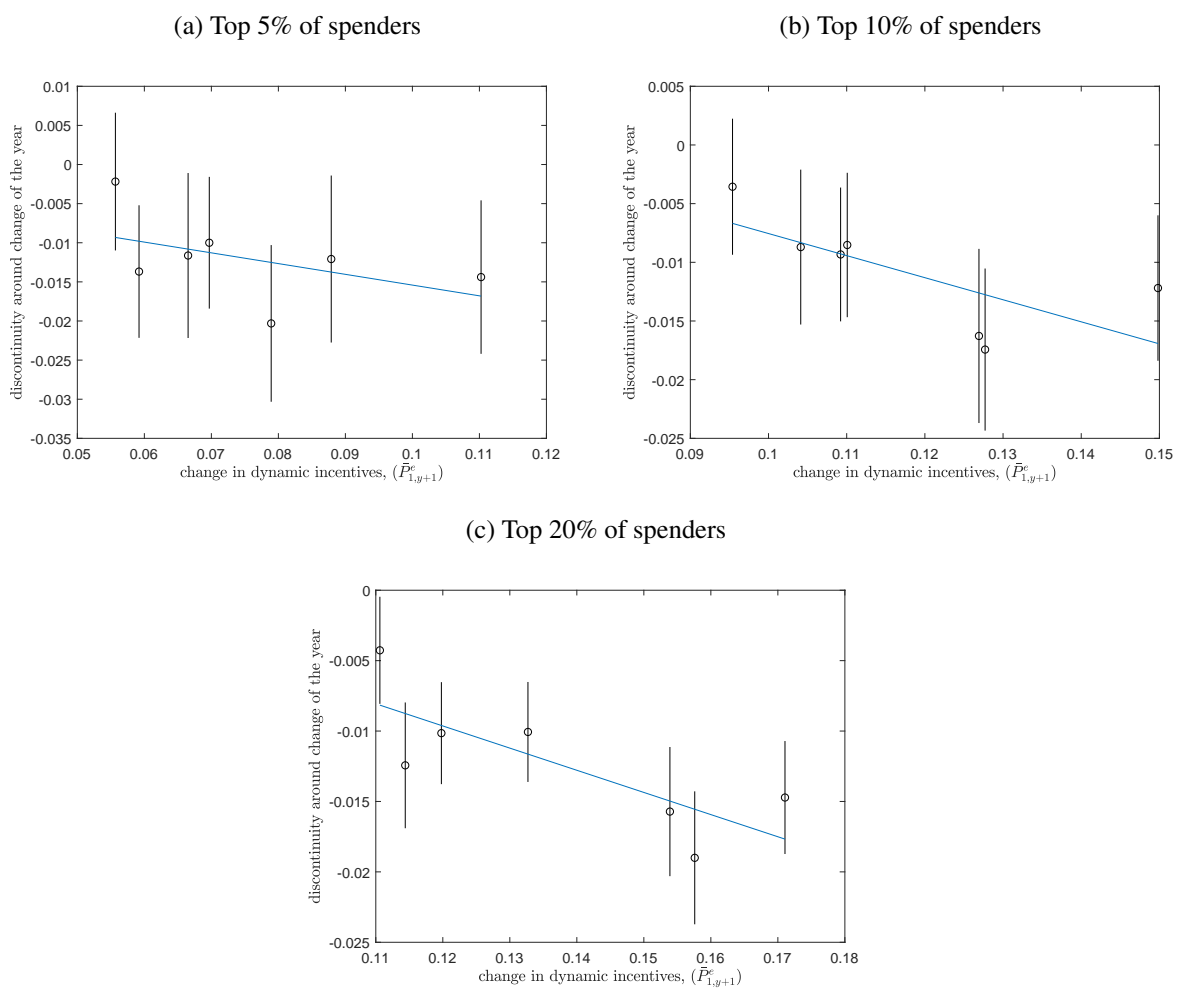 (a) Top 5% of spenders
0.01
0.005
0
-0.005
-0.01
-0.015
-0.02
-0.025
-0.03
-0.035
0.05 0.06 0.07 0.08 0.09 0.1 0.11 0.12
discontinuity around change of the year
change in dynamic incentives, (P̄ᵉ₁,y+1)
(b) Top 10% of spenders
0.005
0
-0.005
-0.01
-0.015
-0.02
-0.025
0.09 0.1 0.11 0.12 0.13 0.14 0.15
discontinuity around change of the year
change in dynamic incentives, (P̄ᵉ₁,y+1)
(c) Top 20% of spenders
0
-0.005
-0.01
-0.015
-0.02
-0.025
0.11 0.12 0.13 0.14 0.15 0.16 0.17 0.18
discontinuity around change of the year
change in dynamic incentives, (P̄ᵉ₁,y+1)